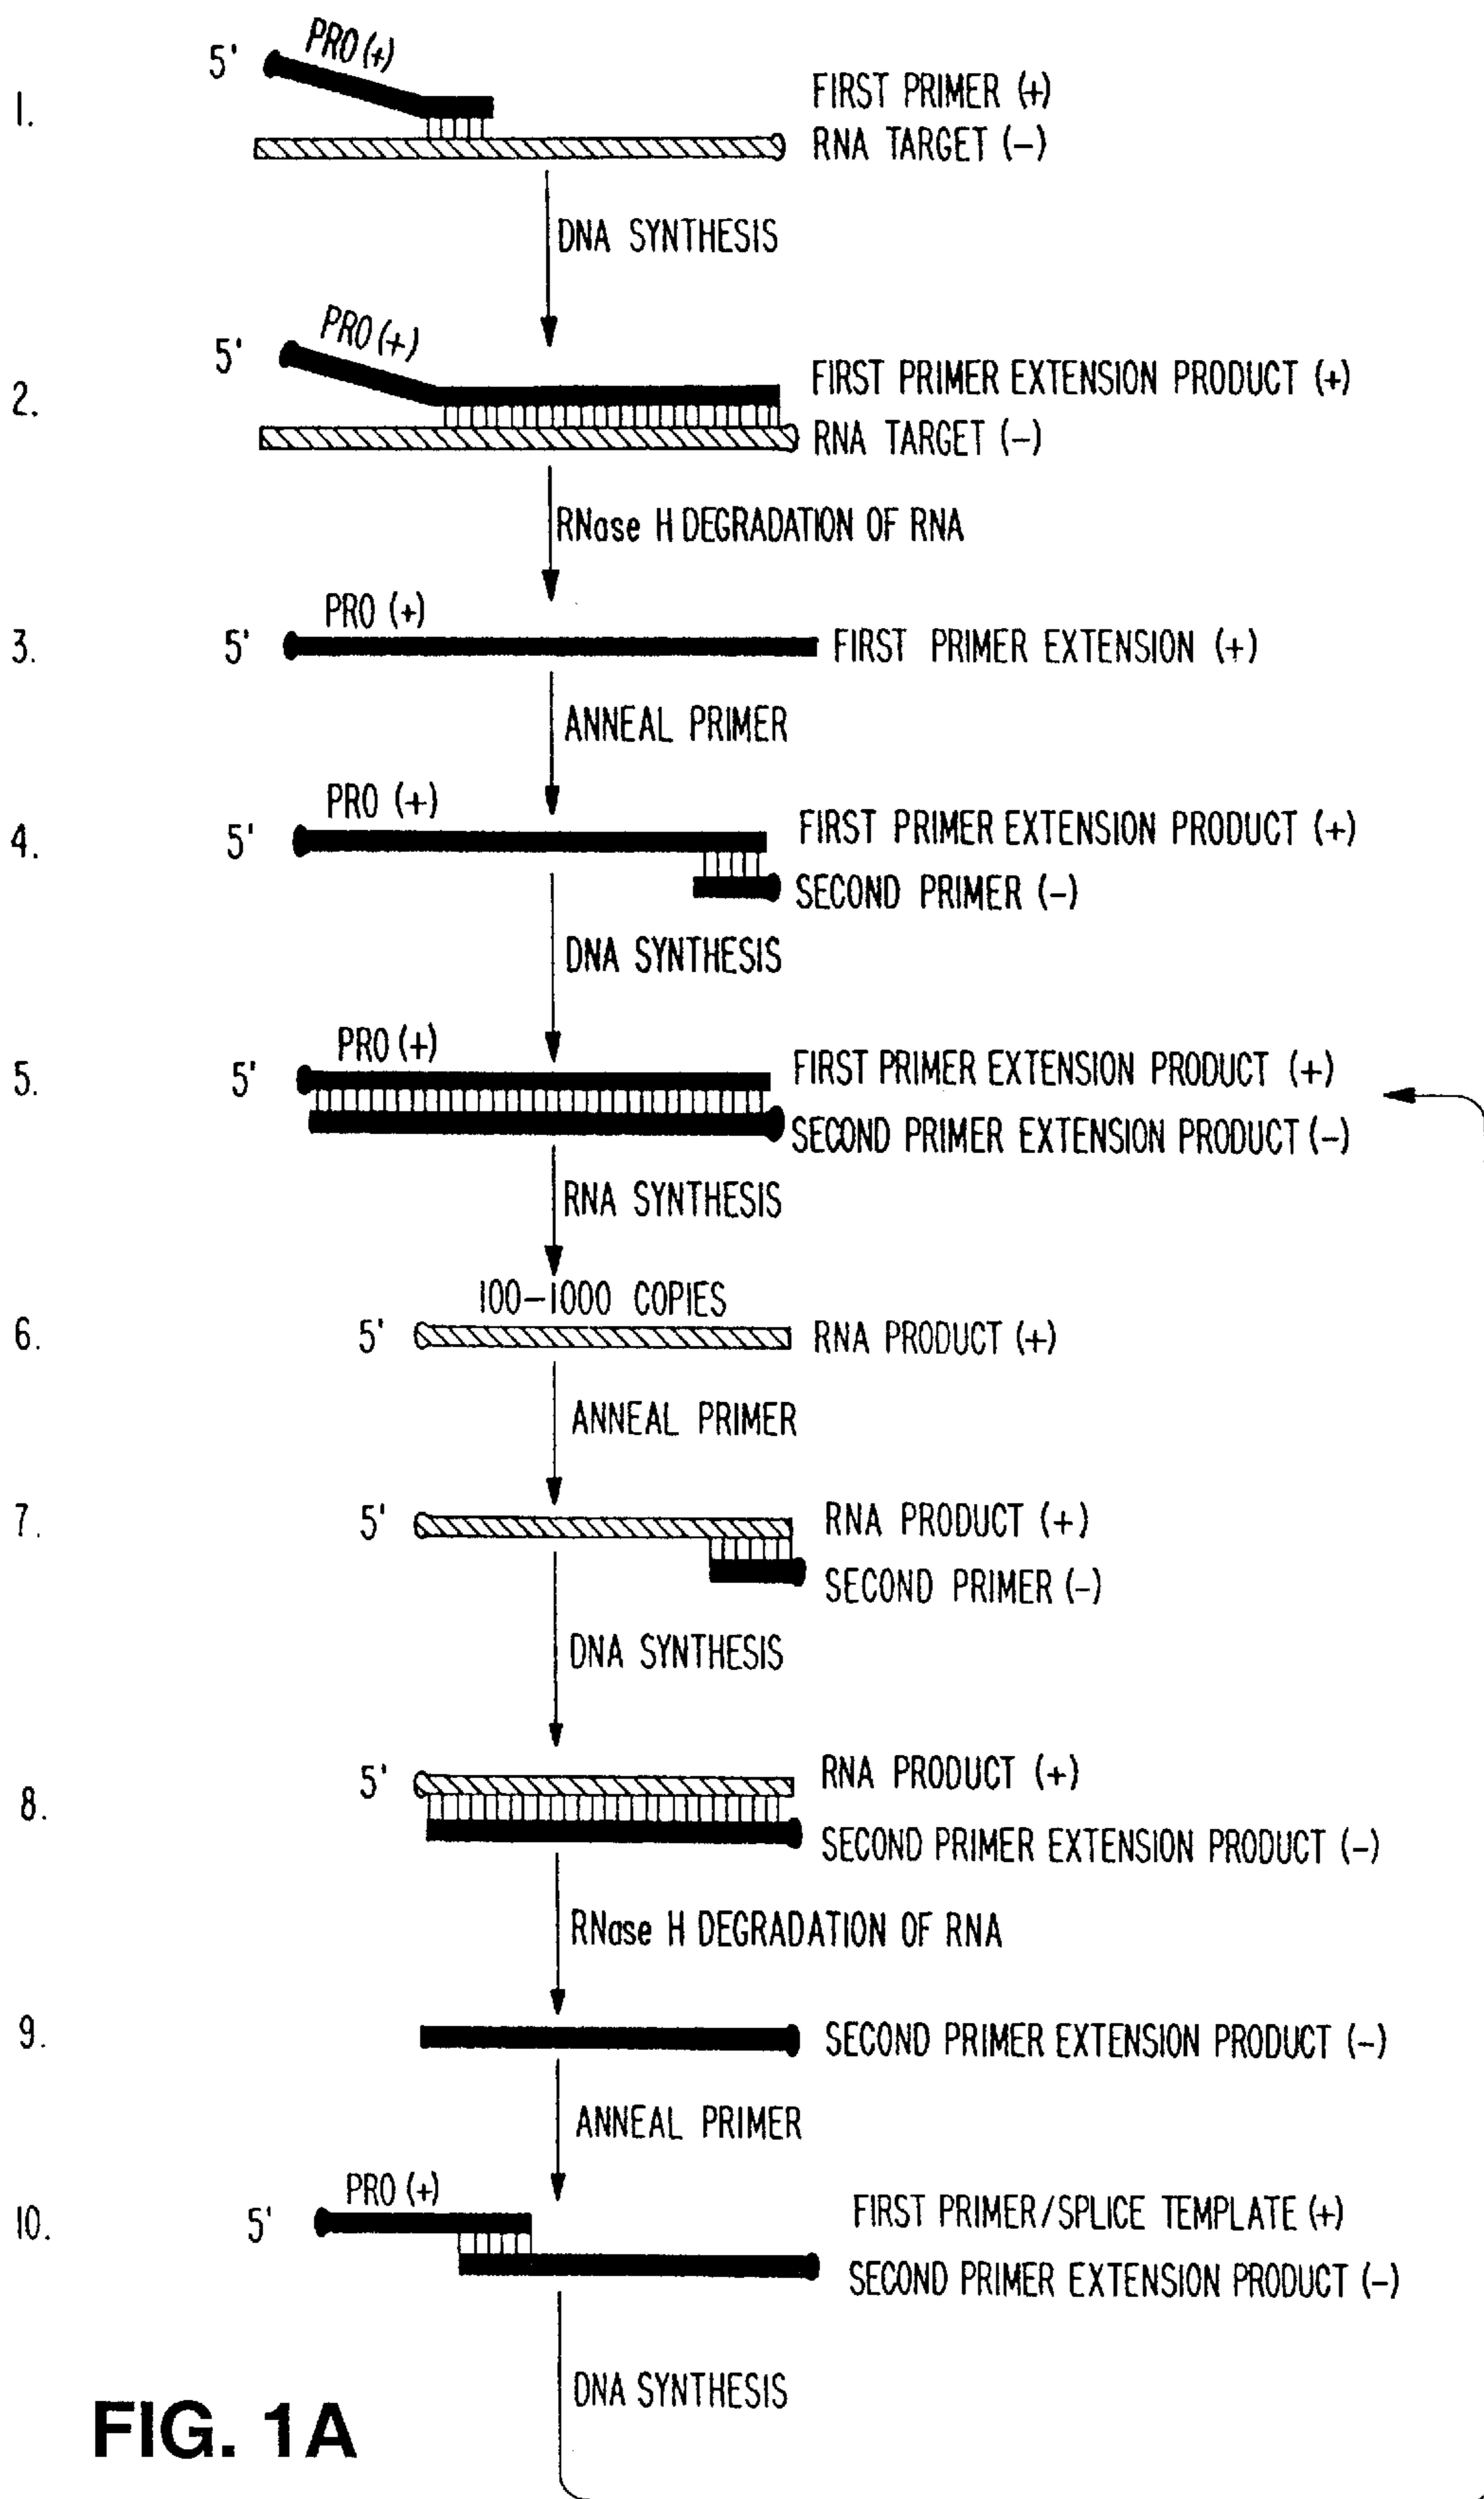 PRO (+)
5'
1.
FIRST PRIMER (+)
RNA TARGET (-)
DNA SYNTHESIS
PRO (+)
5'
2.
FIRST PRIMER EXTENSION PRODUCT (+)
RNA TARGET (-)
RNase H DEGRADATION OF RNA
PRO (+)
3.
5'
FIRST PRIMER EXTENSION (+)
ANNEAL PRIMER
PRO (+)
4.
5'
FIRST PRIMER EXTENSION PRODUCT (+)
SECOND PRIMER (-)
DNA SYNTHESIS
PRO (+)
5.
5'
FIRST PRIMER EXTENSION PRODUCT (+)
SECOND PRIMER EXTENSION PRODUCT (-)
RNA SYNTHESIS
100-1000 COPIES
6.
5'
RNA PRODUCT (+)
ANNEAL PRIMER
7.
5'
RNA PRODUCT (+)
SECOND PRIMER (-)
DNA SYNTHESIS
8.
5'
RNA PRODUCT (+)
SECOND PRIMER EXTENSION PRODUCT (-)
RNase H DEGRADATION OF RNA
9.
SECOND PRIMER EXTENSION PRODUCT (-)
ANNEAL PRIMER
PRO (+)
10.
5'
FIRST PRIMER/SPLICE TEMPLATE (+)
SECOND PRIMER EXTENSION PRODUCT (-)
DNA SYNTHESIS
FIG. 1A